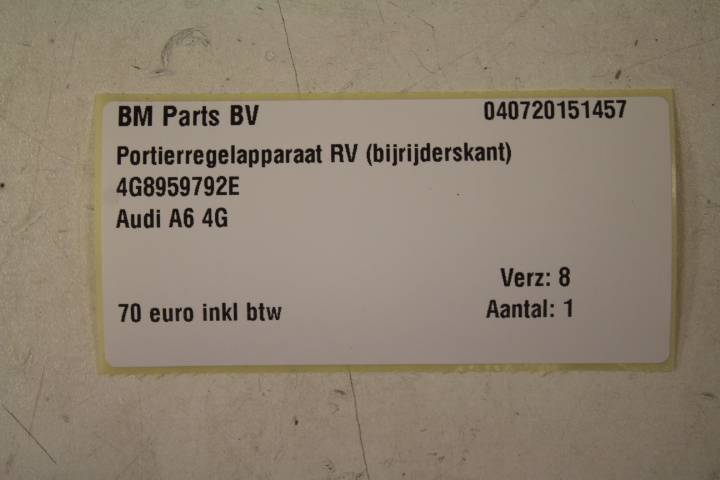 BM Parts BV 040720151457
Portierregelapparaat RV (bijrijderskant)
4G8959792E
Audi A6 4G
Verz: 8
70 euro inkl btw Aantal: 1